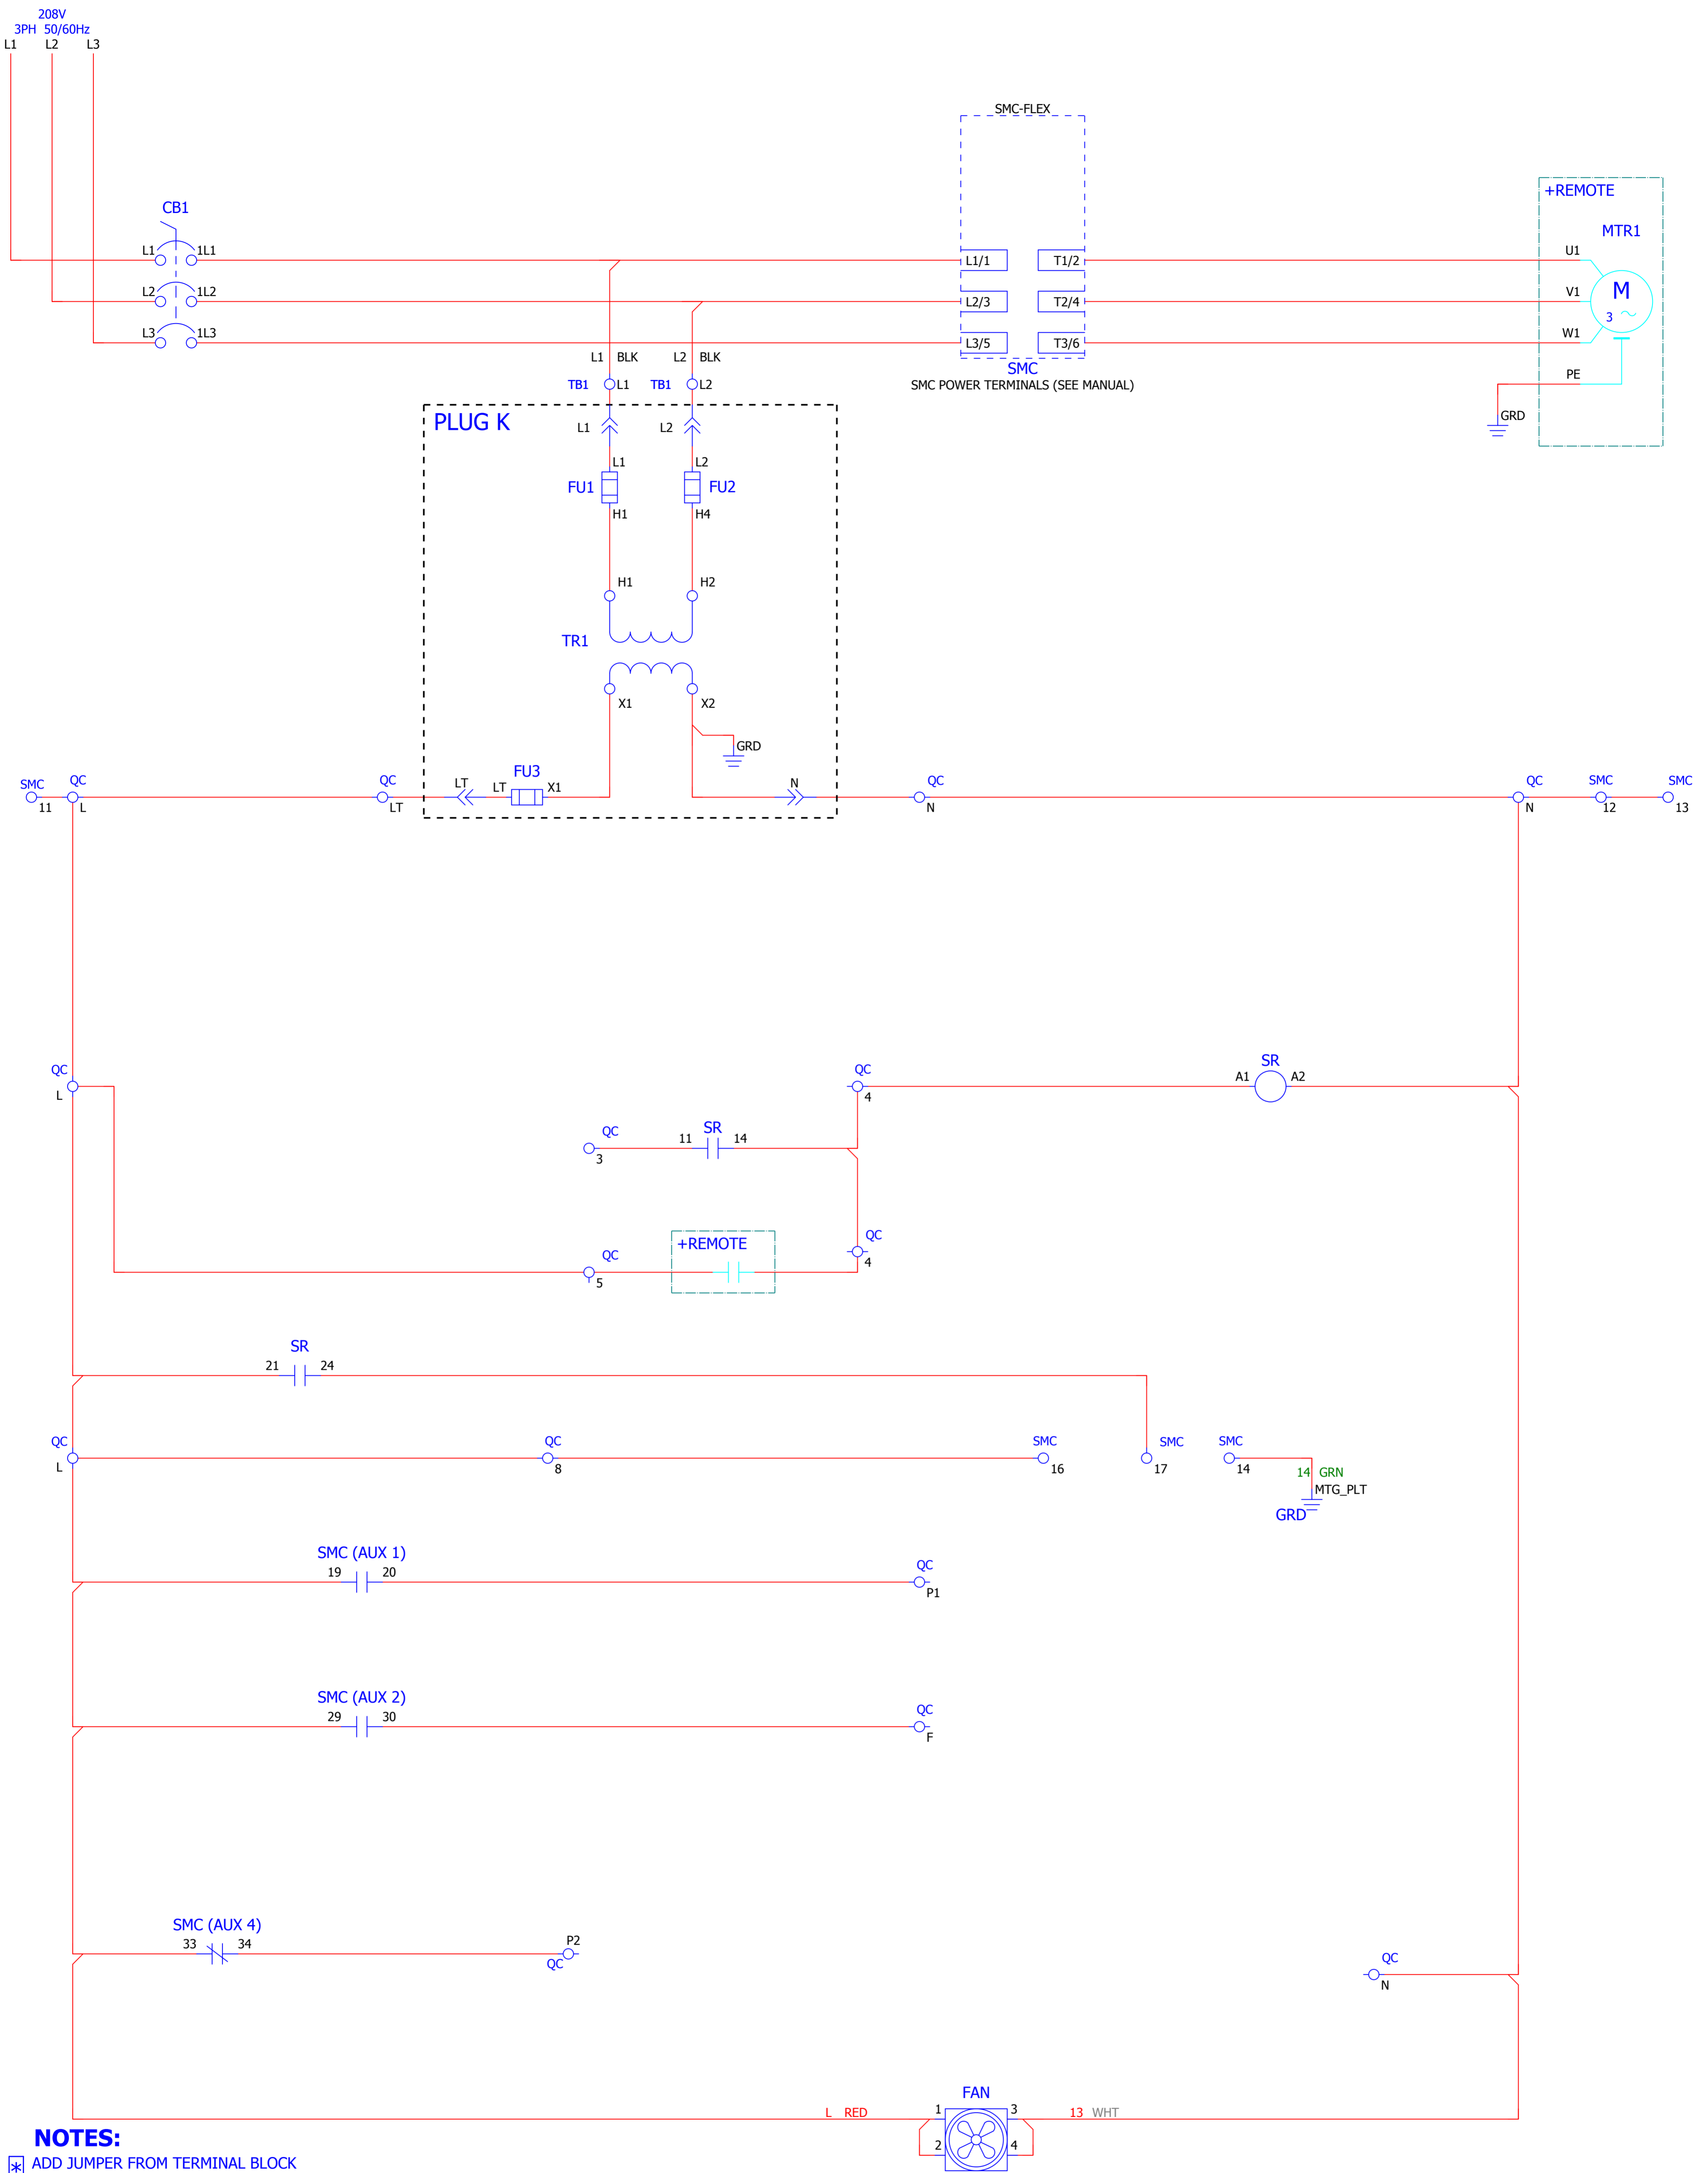 208V
3PH 50/60Hz
L1 L2 L3
SMC-FLEX
+REMOTE
CB1
MTR1
L1 1L1
L1/1 T1/2
U1
L2 1L2
L2/3 T2/4
V1
M
3
L3 1L3
L3/5 T3/6
W1
L1 BLK L2 BLK
SMC
TB1 L1 TB1 L2
SMC POWER TERMINALS (SEE MANUAL)
PE
GRD
PLUG K
L1 L2
L1 L2
FU1 FU2
H1 H4
H1 H2
TR1
X1 X2
GRD
SMC QC QC LT LT FU3 X1 N QC QC SMC SMC
11 L LT N N 12 13
QC QC SR
L 4 A1 A2
QC 11 SR 14
3
QC +REMOTE QC
5 4
SR
21 24
QC QC SMC SMC SMC
L 8 16 17 14
14 GRN
MTG_PLT
GRD
SMC (AUX 1)
19 20 QC
P1
SMC (AUX 2)
29 30 QC
F
SMC (AUX 4)
33 34 P2
QC
QC
N
FAN
L RED 1 3 13 WHT
2 4
NOTES:
* ADD JUMPER FROM TERMINAL BLOCK